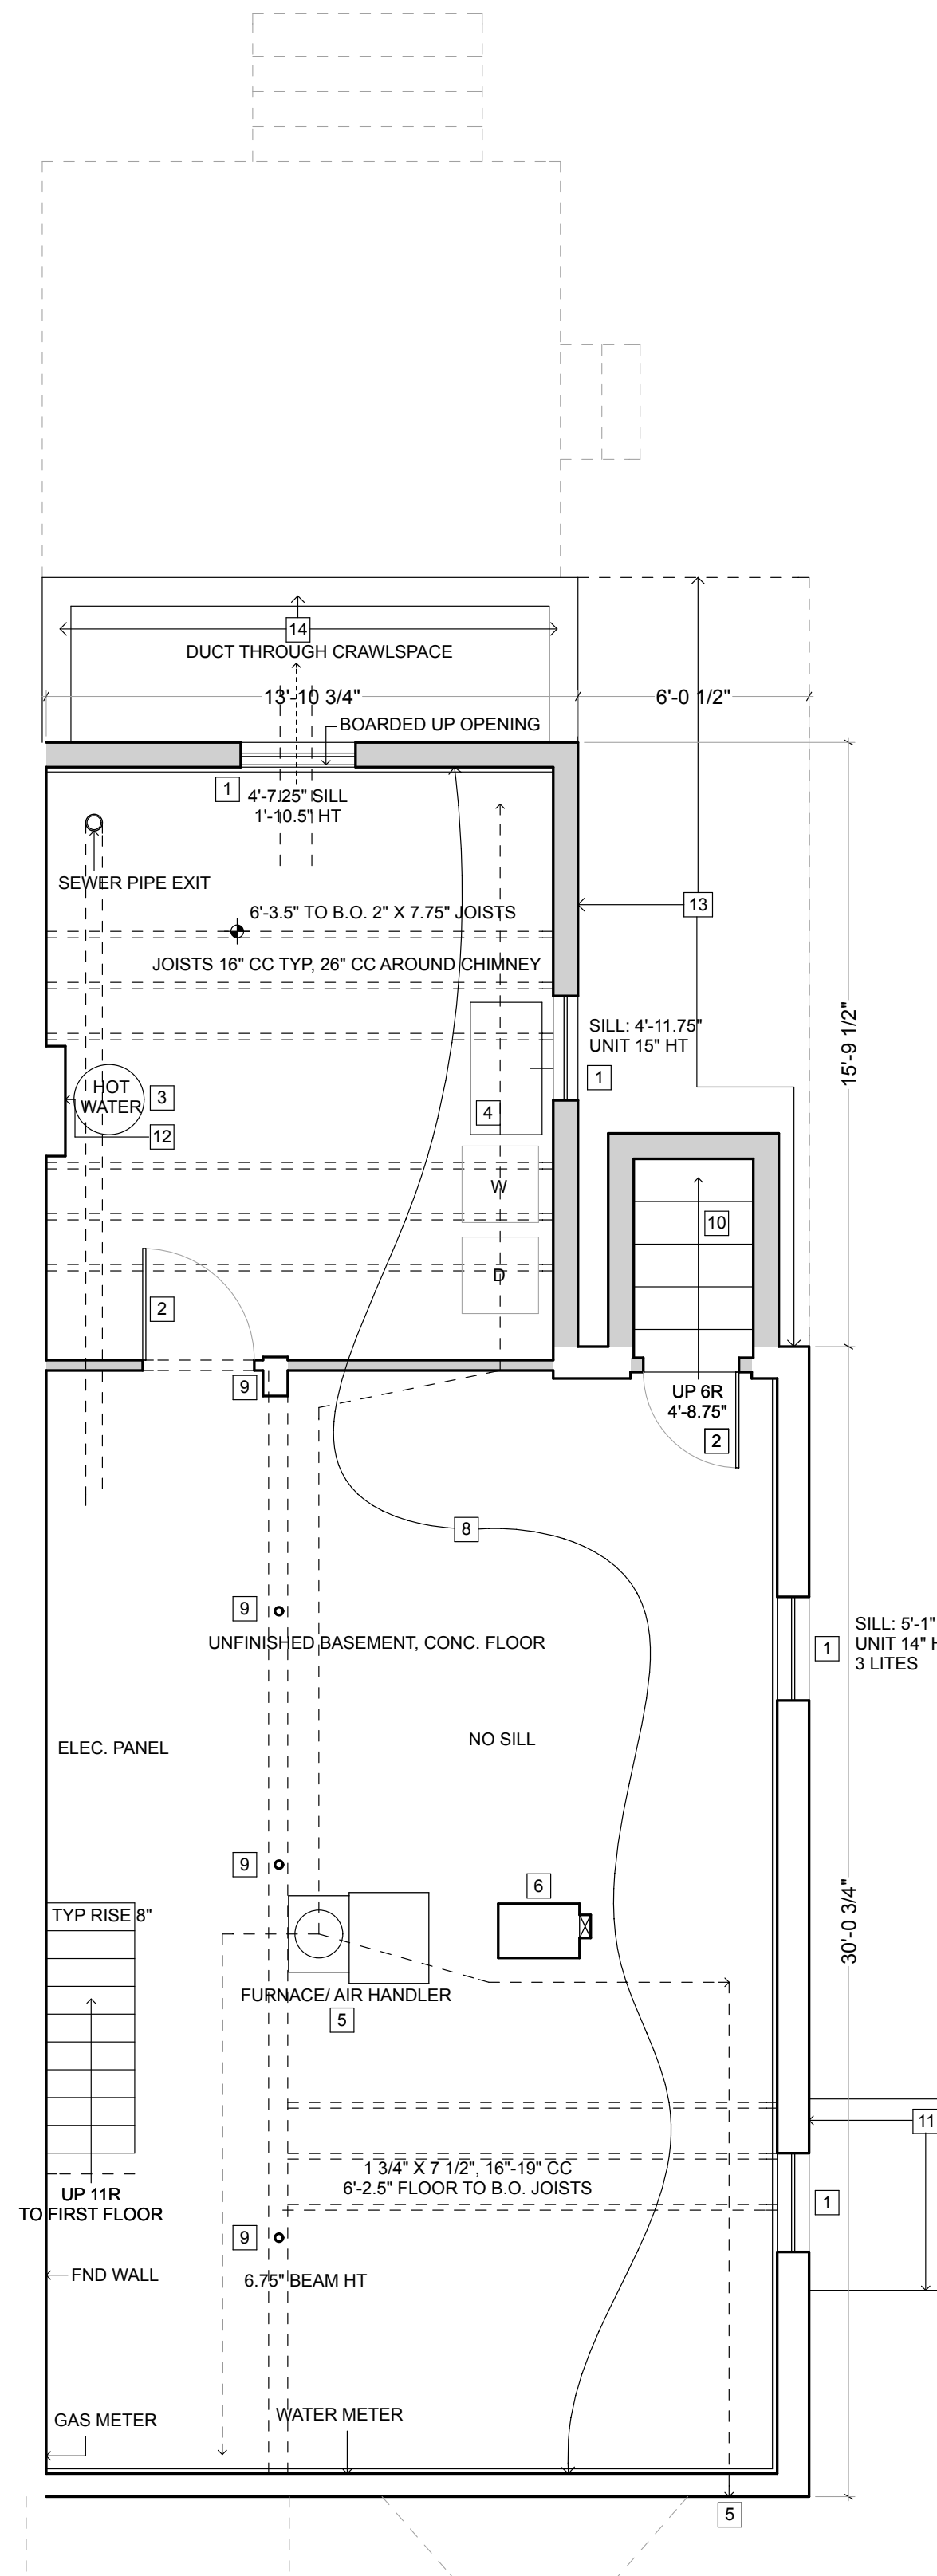 14
DUCT THROUGH CRAWLSPACE
13'-10 3/4"
6'-0 1/2"
BOARDED UP OPENING
1
4'-7.25" SILL
1'-10.5" HT
SEWER PIPE EXIT
13
6'-3.5" TO B.O. 2" X 7.75" JOISTS
JOISTS 16" CC TYP, 26" CC AROUND CHIMNEY
SILL: 4'-11.75"
UNIT 15" HT
15'-9 1/2"
1
HOT
WATER
3
4
12
W
10
D
2
9
UP 6R
4'-8.75"
2
8
9
UNFINISHED BASEMENT, CONC. FLOOR
1
SILL: 5'-1"
UNIT 14" H
3 LITES
NO SILL
ELEC. PANEL
9
6
TYP RISE 8"
30'-0 3/4"
FURNACE/ AIR HANDLER
5
11
1 3/4" X 7 1/2", 16"-19" CC
6'-2.5" FLOOR TO B.O. JOISTS
UP 11R
TO FIRST FLOOR
1
9
FND WALL
6.75" BEAM HT
GAS METER
WATER METER
5